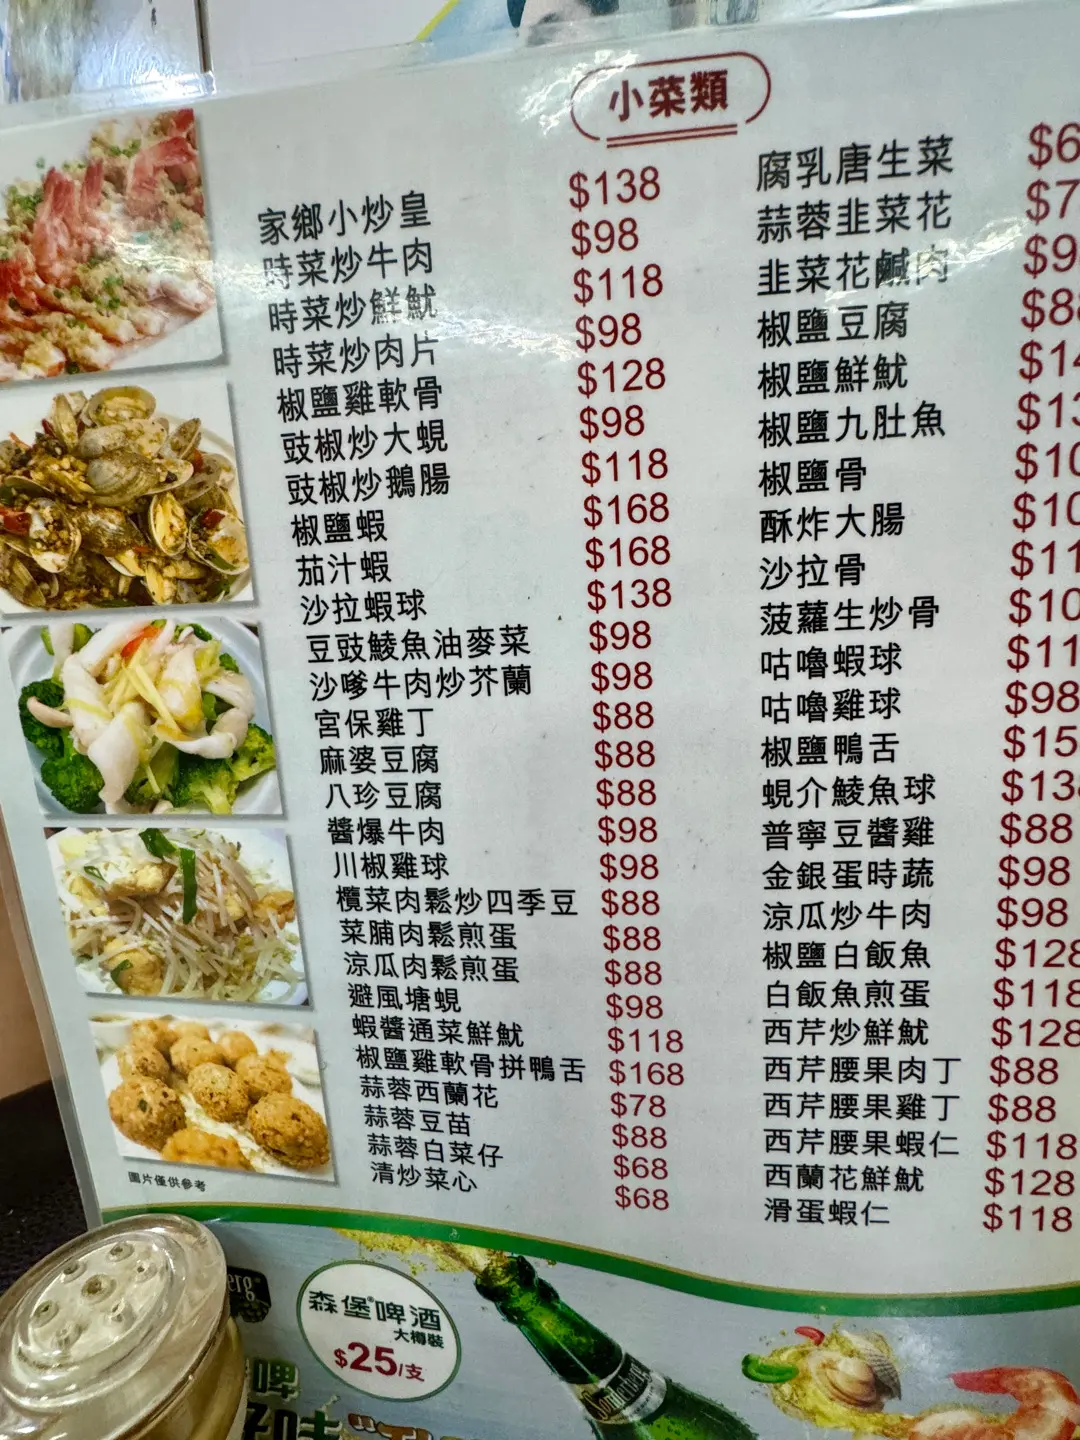 小菜類
家鄉小炒皇 $138
時菜炒牛肉 $98
時菜炒鮮魷 $118
時菜炒肉片 $98
椒鹽雞軟骨 $128
豉椒炒大蜆 $98
豉椒炒鵝腸 $118
椒鹽蝦 $168
茄汁蝦 $168
沙拉蝦球 $138
豆豉鯪魚油麥菜 $98
沙嗲牛肉炒芥蘭 $98
宮保雞丁 $88
麻婆豆腐 $88
八珍豆腐 $88
醬爆牛肉 $98
川椒雞球 $98
欖菜肉鬆炒四季豆 $88
菜脯肉鬆煎蛋 $88
涼瓜肉鬆煎蛋 $88
避風塘蜆 $98
蝦醬通菜鮮魷 $118
椒鹽雞軟骨拼鴨舌 $168
蒜蓉西蘭花 $78
蒜蓉豆苗 $88
蒜蓉白菜仔 $68
清炒菜心 $68
腐乳唐生菜
蒜蓉韭菜花
韭菜花鹹肉
椒鹽豆腐
椒鹽鮮魷
椒鹽九肚魚
椒鹽骨
酥炸大腸
沙拉骨
菠蘿生炒骨
咕嚕蝦球
咕嚕雞球 $98
椒鹽鴨舌
蜆介鯪魚球
普寧豆醬雞 $88
金銀蛋時蔬 $98
涼瓜炒牛肉 $98
椒鹽白飯魚 $128
白飯魚煎蛋 $118
西芹炒鮮魷 $128
西芹腰果肉丁 $88
西芹腰果雞丁 $88
西芹腰果蝦仁 $118
西蘭花鮮魷 $128
滑蛋蝦仁 $118
圖片僅供參考
森堡®啤酒
大樽裝
$25/支